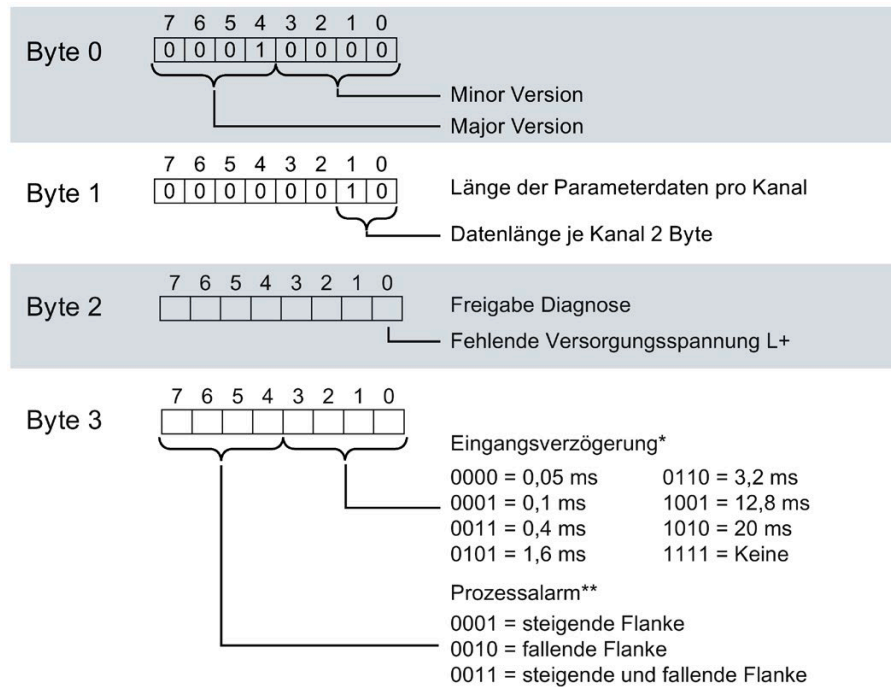 7 6 5 4 3 2 1 0
Byte 0
0 0 0 1 0 0 0 0
Minor Version
Major Version
7 6 5 4 3 2 1 0
Byte 1
0 0 0 0 0 0 1 0
Länge der Parameterdaten pro Kanal
Datenlänge je Kanal 2 Byte
7 6 5 4 3 2 1 0
Byte 2
Freigabe Diagnose
Fehlende Versorgungsspannung L+
7 6 5 4 3 2 1 0
Byte 3
Eingangsverzögerung*
0000 = 0,05 ms 0110 = 3,2 ms
0001 = 0,1 ms 1001 = 12,8 ms
0011 = 0,4 ms 1010 = 20 ms
0101 = 1,6 ms 1111 = Keine
Prozessalarm**
0001 = steigende Flanke
0010 = fallende Flanke
0011 = steigende und fallende Flanke